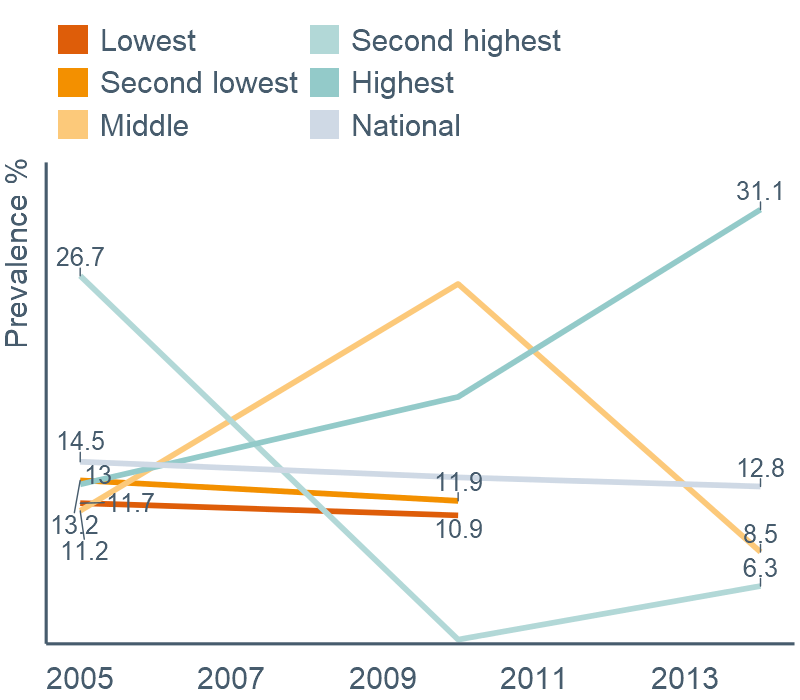 Lowest
Second highest
Second lowest
Highest
Middle
National
Prevalence %
31.1
26.7
14.5
13
11.7
13.2
11.2
11.9
10.9
12.8
8.5
6.3
2005 2007 2009 2011 2013